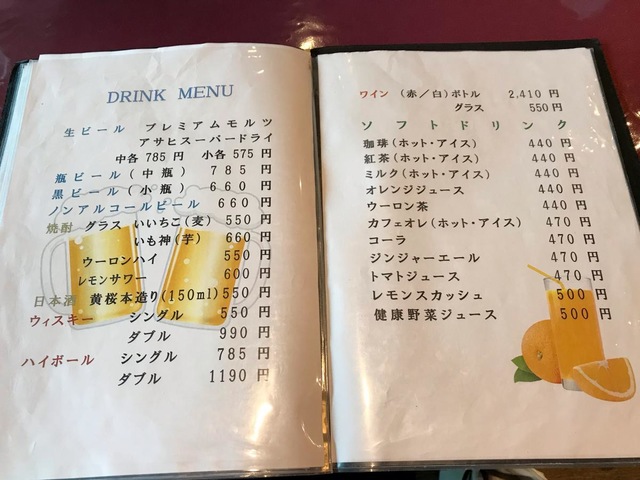 DRINK MENU
生ビール プレミアムモルツ
アサヒスーパードライ
中各 785 円 小各 575 円
瓶ビール (中 瓶) 785 円
黒ビール (小 瓶) 660 円
ノンアルコールビール 660 円
焼酎 グラス いいちこ(麦) 550 円
いも神(芋) 660 円
ウーロンハイ 550 円
レモンサワー 600 円
日本酒 黄桜本造り(150ml) 550 円
ウィスキー シングル 550 円
ダブル 990 円
ハイボール シングル 785 円
ダブル 1190 円
ワイン (赤/白)ボトル 2,410 円
グラス 550 円
ソフトドリンク
珈琲(ホット・アイス) 440 円
紅茶(ホット・アイス) 440 円
ミルク(ホット・アイス) 440 円
オレンジジュース 440 円
ウーロン茶 440 円
カフェオレ(ホット・アイス) 470 円
コーラ 470 円
ジンジャーエール 470 円
トマトジュース 470 円
レモンスカッシュ 500 円
健康野菜ジュース 500 円